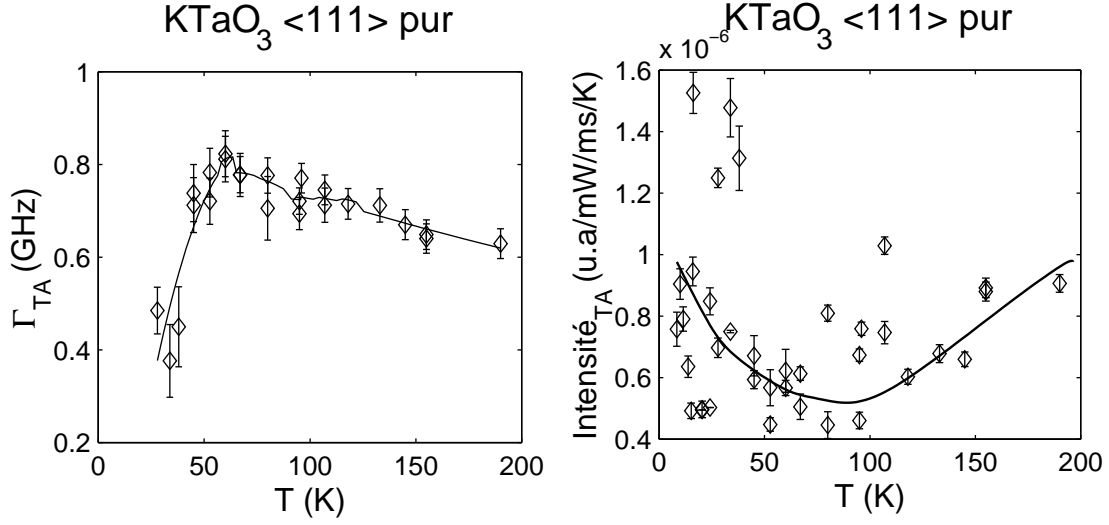 KTaO3 <111> pur
1
0.8
0.6
0.4
0.2
0 50 100 150 200
T (K)
ΓTA (GHz)
KTaO3 <111> pur
x 10−6
1.6
1.4
1.2
1
0.8
0.6
0.4
0 50 100 150 200
T (K)
IntensitéTA (u.a/mW/ms/K)